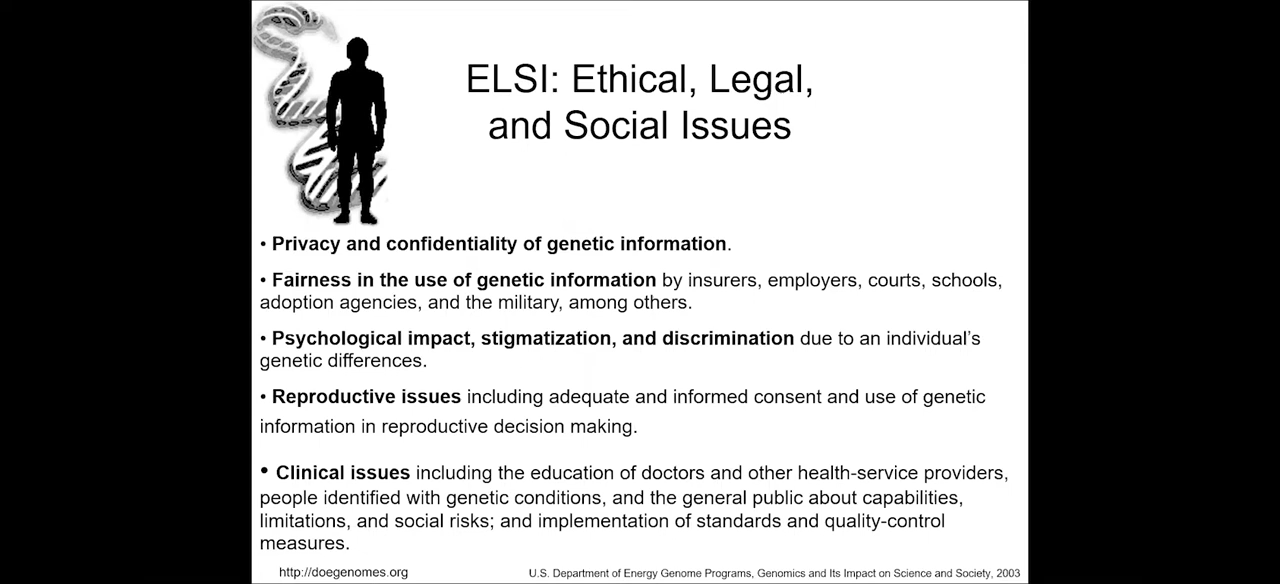 ELSI: Ethical, Legal,
and Social Issues
• Privacy and confidentiality of genetic information.
• Fairness in the use of genetic information by insurers, employers, courts, schools,
adoption agencies, and the military, among others.
• Psychological impact, stigmatization, and discrimination due to an individual’s
genetic differences.
• Reproductive issues including adequate and informed consent and use of genetic
information in reproductive decision making.
• Clinical issues including the education of doctors and other health-service providers,
people identified with genetic conditions, and the general public about capabilities,
limitations, and social risks; and implementation of standards and quality-control
measures.
http://doegenomes.org
U.S. Department of Energy Genome Programs, Genomics and Its Impact on Science and Society, 2003